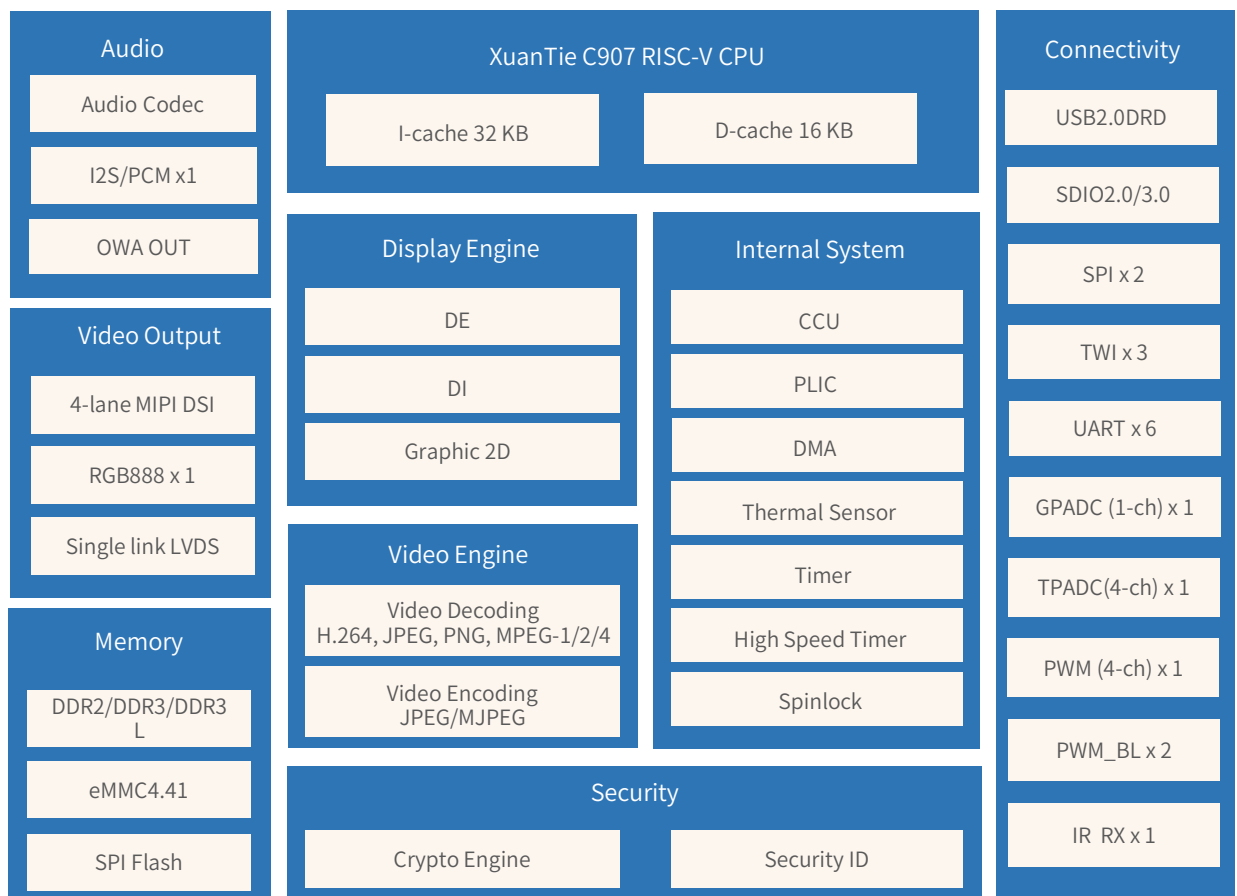 Audio
Audio Codec
I2S/PCM x1
OWA OUT
Video Output
4-lane MIPI DSI
RGB888 x 1
Single link LVDS
Memory
DDR2/DDR3/DDR3
L
eMMC4.41
SPI Flash
XuanTie C907 RISC-V CPU
I-cache 32 KB
D-cache 16 KB
Display Engine
DE
DI
Graphic 2D
Video Engine
Video Decoding
H.264, JPEG, PNG, MPEG-1/2/4
Video Encoding
JPEG/MJPEG
Internal System
CCU
PLIC
DMA
Thermal Sensor
Timer
High Speed Timer
Spinlock
Security
Crypto Engine
Security ID
Connectivity
USB2.0DRD
SDIO2.0/3.0
SPI x 2
TWI x 3
UART x 6
GPADC (1-ch) x 1
TPADC(4-ch) x 1
PWM (4-ch) x 1
PWM_BL x 2
IR RX x 1